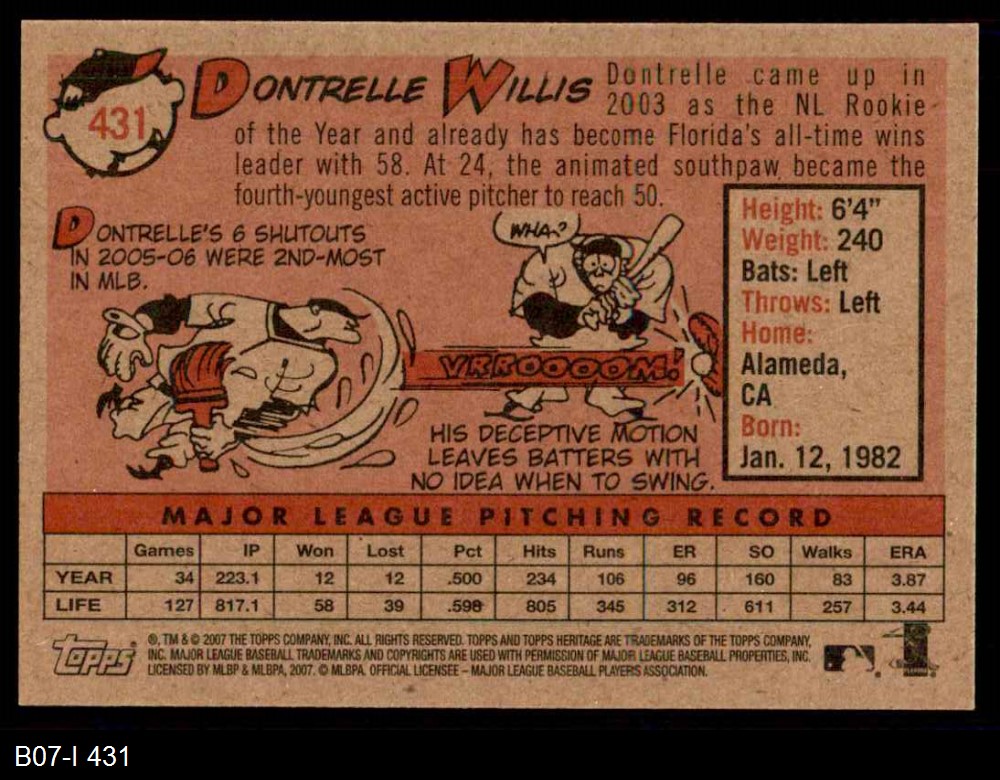 431
DONTRELLE WILLIS
Dontrelle came up in
2003 as the NL Rookie
of the Year and already has become Florida's all-time wins
leader with 58. At 24, the animated southpaw became the
fourth-youngest active pitcher to reach 50.
DONTRELLE'S 6 SHUTOUTS
IN 2005-06 WERE 2ND-MOST
IN MLB.
WHA?
VRROOOOOM!
HIS DECEPTIVE MOTION
LEAVES BATTERS WITH
NO IDEA WHEN TO SWING.
Height: 6'4"
Weight: 240
Bats: Left
Throws: Left
Home:
Alameda,
CA
Born:
Jan. 12, 1982
MAJOR LEAGUE PITCHING RECORD
Games IP Won Lost Pct Hits Runs ER SO Walks ERA
YEAR 34 223.1 12 12 .500 234 106 96 160 83 3.87
LIFE 127 817.1 58 39 .598 805 345 312 611 257 3.44
Topps
®, TM & © 2007 THE TOPPS COMPANY, INC. ALL RIGHTS RESERVED. TOPPS AND TOPPS HERITAGE ARE TRADEMARKS OF THE TOPPS COMPANY,
INC. MAJOR LEAGUE BASEBALL TRADEMARKS AND COPYRIGHTS ARE USED WITH PERMISSION OF MAJOR LEAGUE BASEBALL PROPERTIES, INC.
LICENSED BY MLBP & MLBPA, 2007. © MLBPA. OFFICIAL LICENSEE – MAJOR LEAGUE BASEBALL PLAYERS ASSOCIATION.
B07-I 431